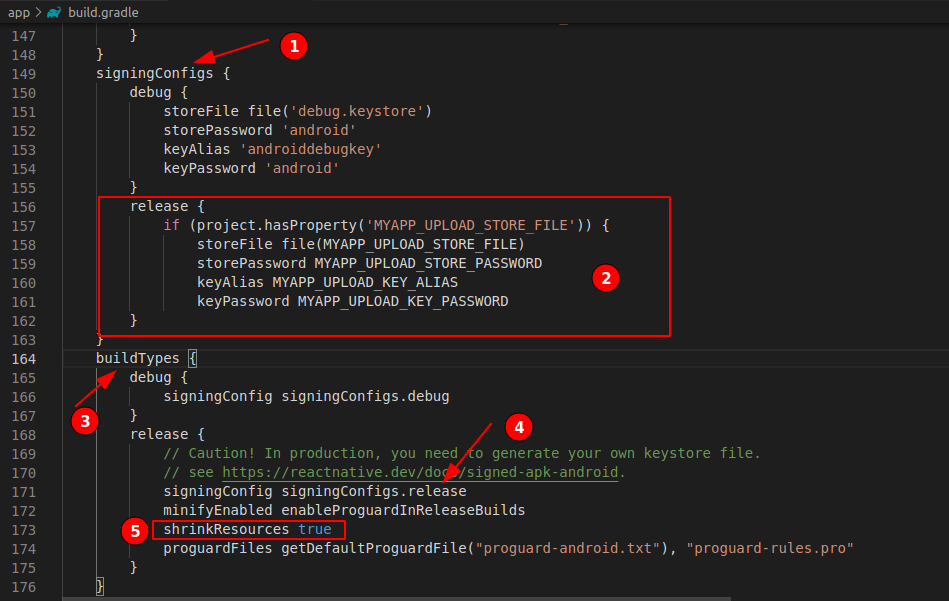 app > build.gradle
147 }
148 }
149 signingConfigs {
150 debug {
151 storeFile file('debug.keystore')
152 storePassword 'android'
153 keyAlias 'androiddebugkey'
154 keyPassword 'android'
155 }
156 release {
157 if (project.hasProperty('MYAPP_UPLOAD_STORE_FILE')) {
158 storeFile file(MYAPP_UPLOAD_STORE_FILE)
159 storePassword MYAPP_UPLOAD_STORE_PASSWORD
160 keyAlias MYAPP_UPLOAD_KEY_ALIAS
161 keyPassword MYAPP_UPLOAD_KEY_PASSWORD
162 }
163 }
164 buildTypes {
165 debug {
166 signingConfig signingConfigs.debug
167 }
168 release {
169 // Caution! In production, you need to generate your own keystore file.
170 // see https://reactnative.dev/docs/signed-apk-android.
171 signingConfig signingConfigs.release
172 minifyEnabled enableProguardInReleaseBuilds
173 shrinkResources true
174 proguardFiles getDefaultProguardFile("proguard-android.txt"), "proguard-rules.pro"
175 }
176 }
1
2
3
4
5